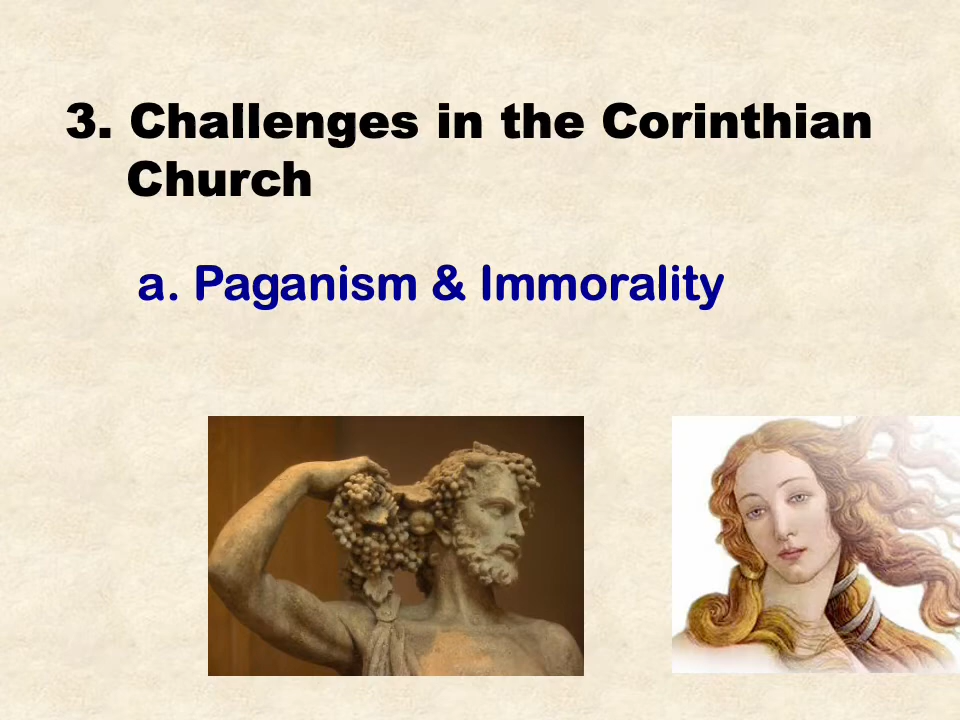 3. Challenges in the Corinthian
Church
a. Paganism & Immorality